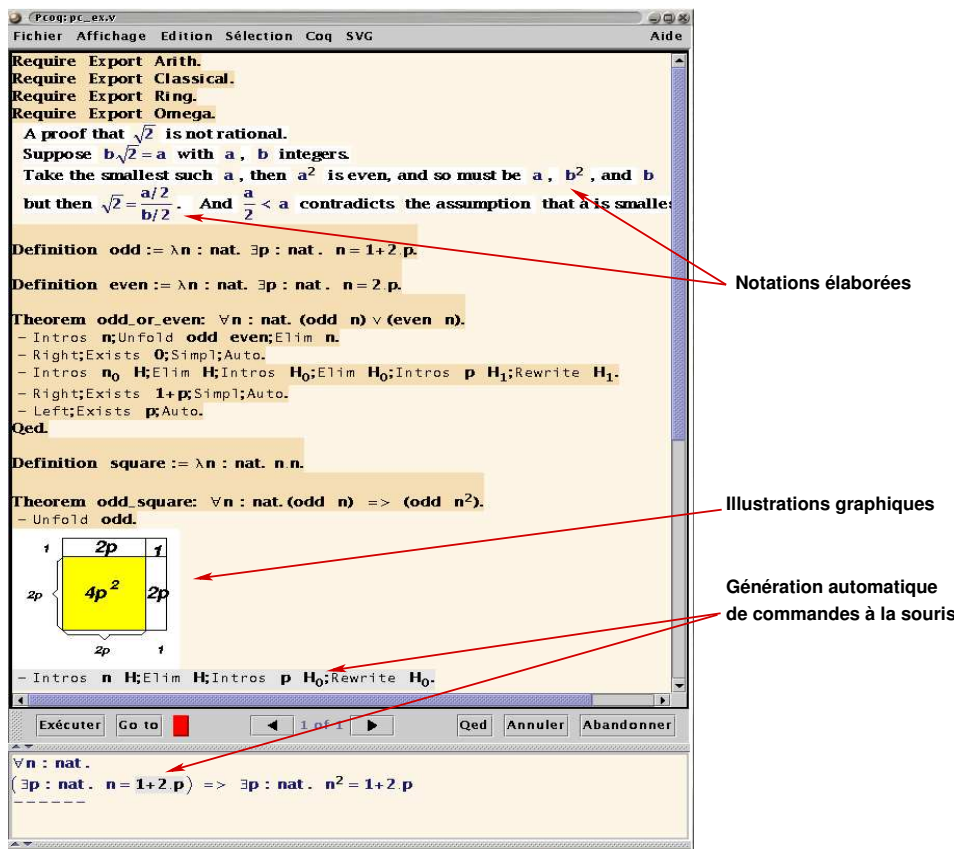 Pcoq: pc_ex.v
Fichier Affichage Edition Sélection Coq SVG Aide
Require Export Arith.
Require Export Classical.
Require Export Ring.
Require Export Omega.
A proof that √2 is not rational.
Suppose b√2 = a with a , b integers.
Take the smallest such a , then a² is even, and so must be a , b² , and b
but then √2 = a/2 / b/2 . And a/2 < a contradicts the assumption that a is smalles
Definition odd := λn : nat. ∃p : nat . n = 1+2.p.
Definition even := λn : nat. ∃p : nat . n = 2.p.
Notations élaborées
Theorem odd_or_even: ∀n : nat. (odd n) ∨ (even n).
- Intros n;Unfold odd even;Elim n.
- Right;Exists 0;Simpl;Auto.
- Intros n₀ H;Elim H;Intros H₀;Elim H₀;Intros p H₁;Rewrite H₁.
- Right;Exists 1+p;Simpl;Auto.
- Left;Exists p;Auto.
Qed.
Definition square := λn : nat. n.n.
Theorem odd_square: ∀n : nat. (odd n) => (odd n²).
- Unfold odd.
Illustrations graphiques
1 2p 1
2p 4p² 2p
2p 1
Génération automatique
de commandes à la souris
- Intros n H;Elim H;Intros p H₀;Rewrite H₀.
Exécuter Go to 1 of 1 Qed Annuler Abandonner
∀n : nat .
(∃p : nat . n = 1+2.p) => ∃p : nat . n² = 1+2.p
------